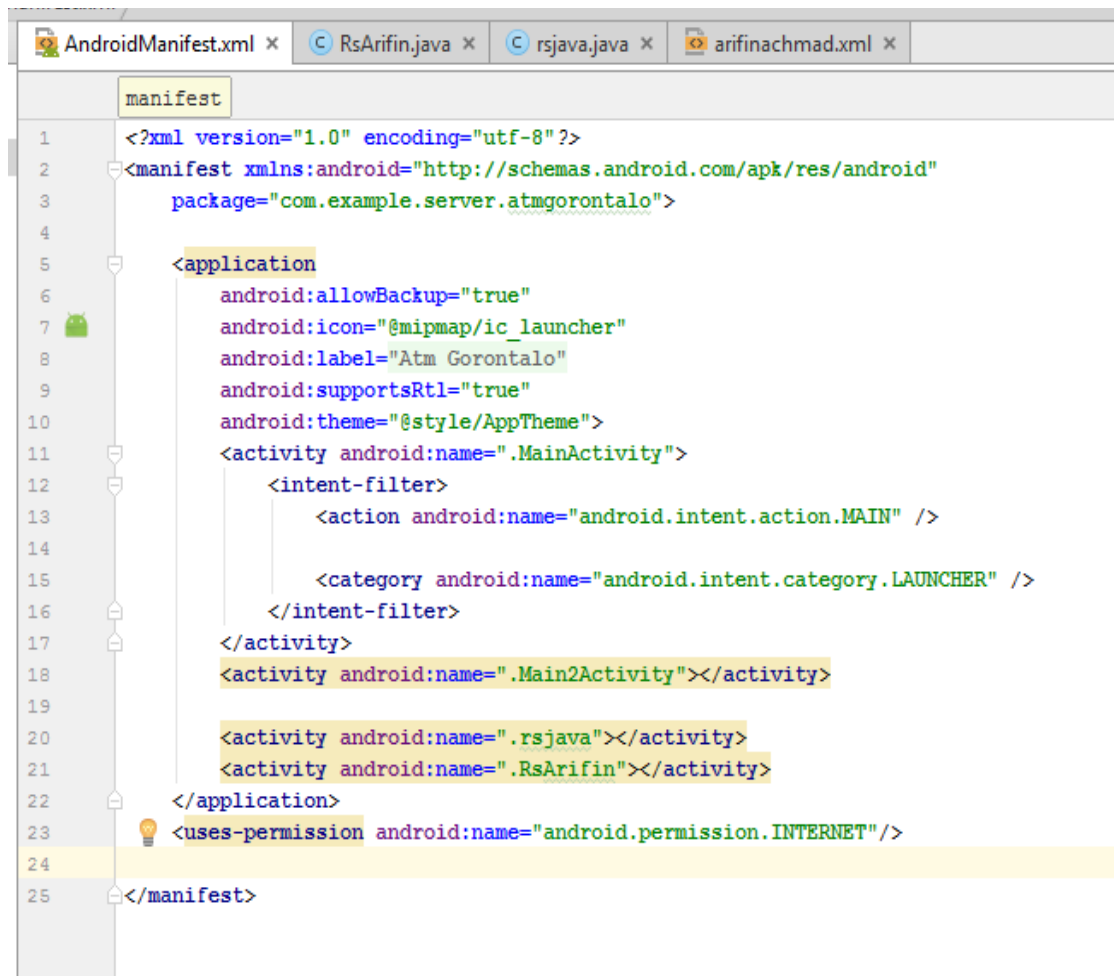 AndroidManifest.xml × RsArifin.java × rsjava.java × arifinachmad.xml ×
manifest
1 <?xml version="1.0" encoding="utf-8"?>
2 <manifest xmlns:android="http://schemas.android.com/apk/res/android"
3 package="com.example.server.atmgorontalo">
4
5 <application
6 android:allowBackup="true"
7 android:icon="@mipmap/ic_launcher"
8 android:label="Atm Gorontalo"
9 android:supportsRtl="true"
10 android:theme="@style/AppTheme">
11 <activity android:name=".MainActivity">
12 <intent-filter>
13 <action android:name="android.intent.action.MAIN" />
14
15 <category android:name="android.intent.category.LAUNCHER" />
16 </intent-filter>
17 </activity>
18 <activity android:name=".Main2Activity"></activity>
19
20 <activity android:name=".rsjava"></activity>
21 <activity android:name=".RsArifin"></activity>
22 </application>
23 <uses-permission android:name="android.permission.INTERNET"/>
24
25 </manifest>